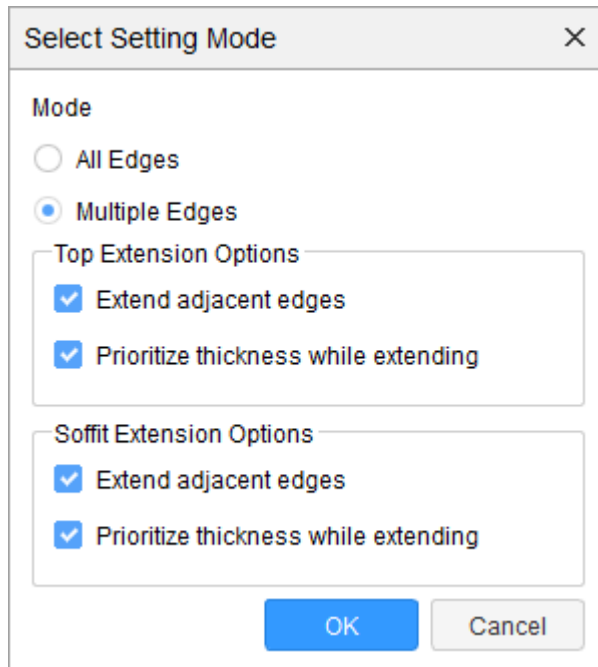 Select Setting Mode
Mode
All Edges
Multiple Edges
Top Extension Options
Extend adjacent edges
Prioritize thickness while extending
Soffit Extension Options
Extend adjacent edges
Prioritize thickness while extending
OK Cancel